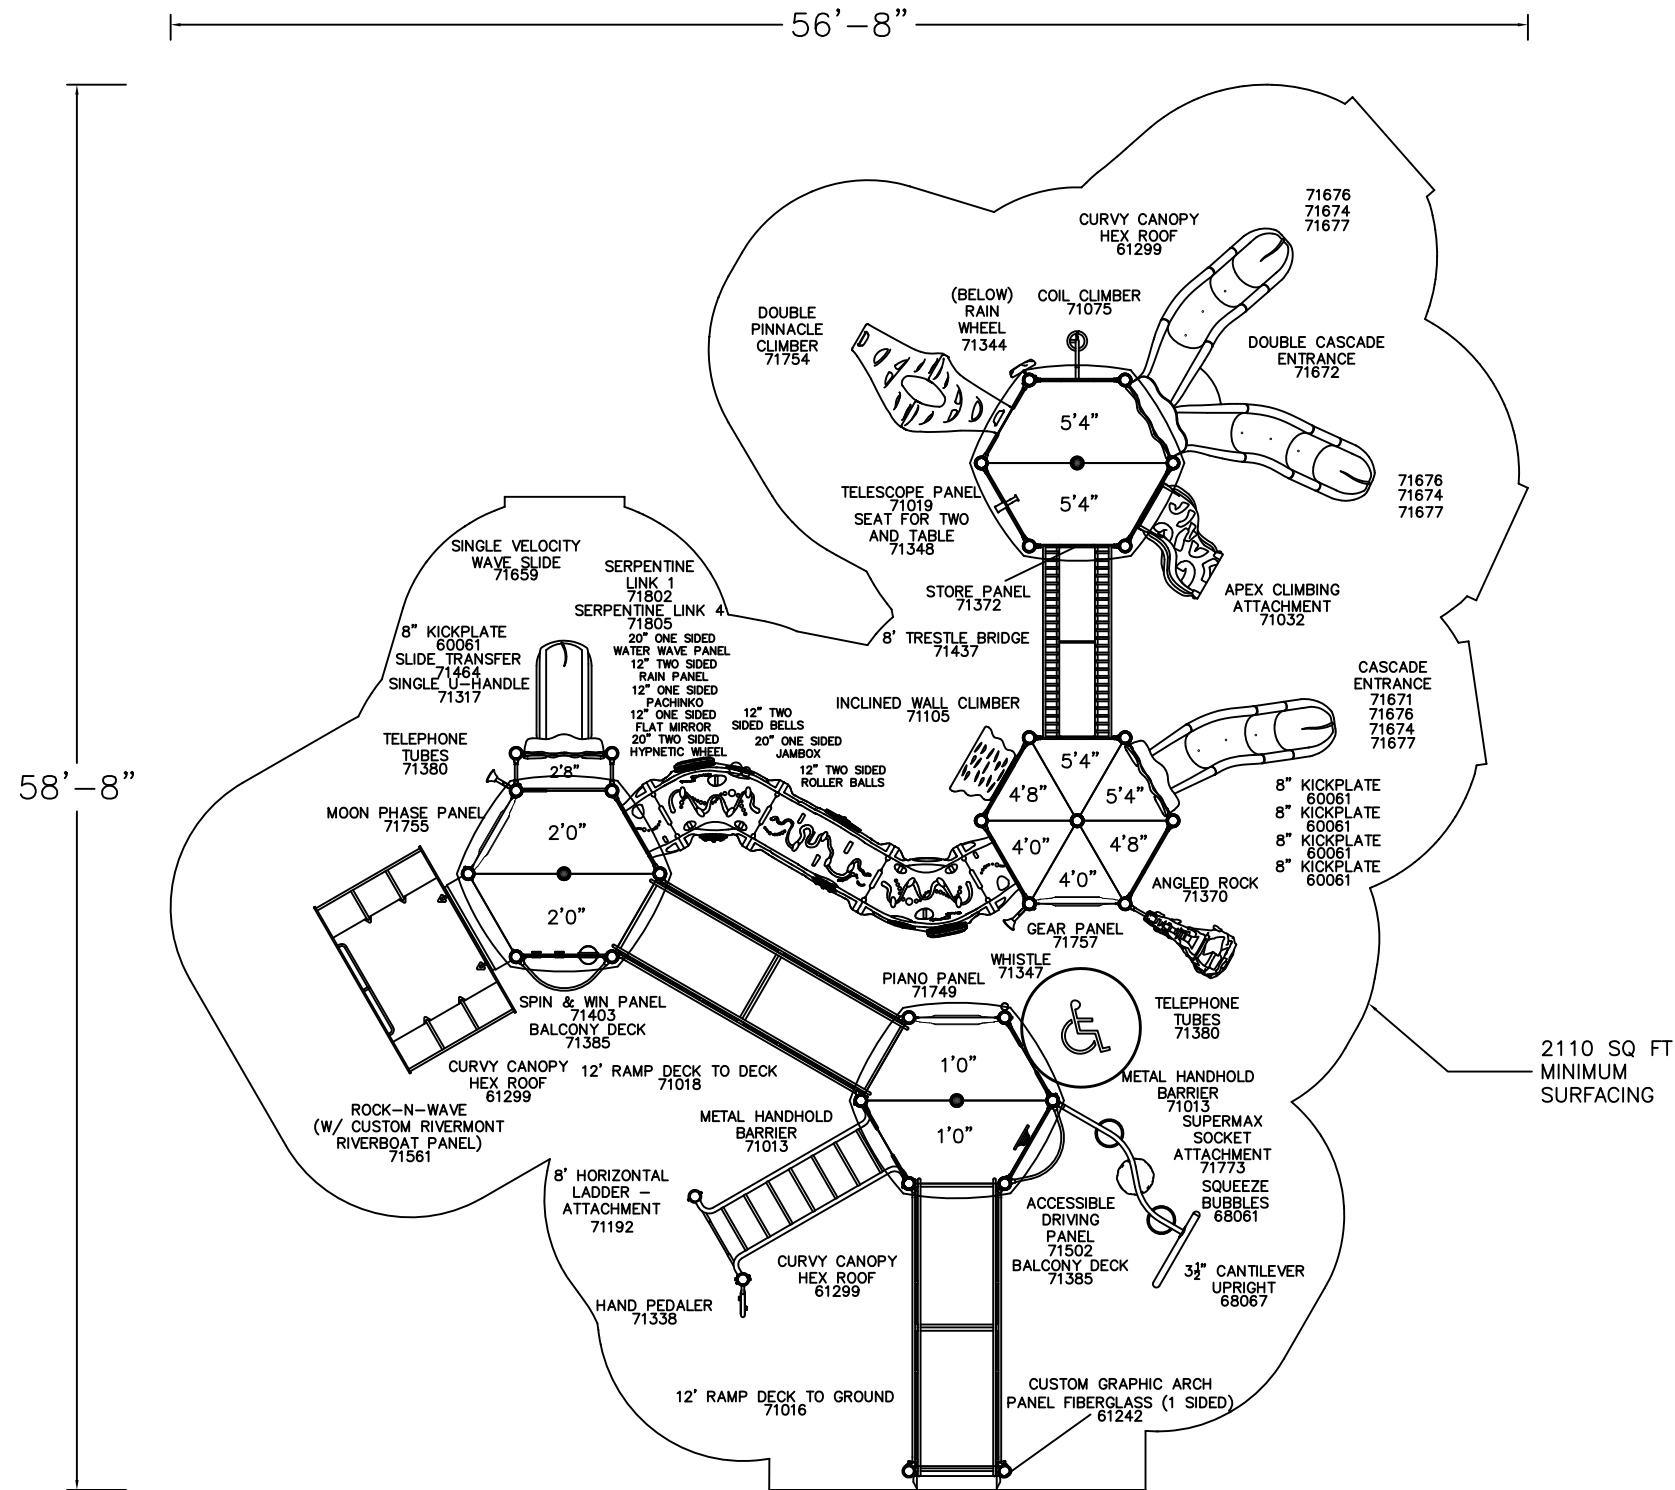 56'-8"
58'-8"
71676
71674
71677
CURVY CANOPY
HEX ROOF
61299
(BELOW)
RAIN
WHEEL
71344
COIL CLIMBER
71075
DOUBLE
PINNACLE
CLIMBER
71754
DOUBLE CASCADE
ENTRANCE
71672
5'4"
5'4"
71676
71674
71677
TELESCOPE PANEL
71019
SEAT FOR TWO
AND TABLE
71348
STORE PANEL
71372
APEX CLIMBING
ATTACHMENT
71032
8' TRESTLE BRIDGE
71437
SINGLE VELOCITY
WAVE SLIDE
71659
SERPENTINE
LINK 1
71802
SERPENTINE LINK 4
71805
20" ONE SIDED
WATER WAVE PANEL
12" TWO SIDED
RAIN PANEL
12" ONE SIDED
PACHINKO
12" ONE SIDED
FLAT MIRROR
20" TWO SIDED
HYPNETIC WHEEL
12" TWO
SIDED BELLS
20" ONE SIDED
JAMBOX
12" TWO SIDED
ROLLER BALLS
8" KICKPLATE
60061
SLIDE TRANSFER
71464
SINGLE U-HANDLE
71317
INCLINED WALL CLIMBER
71105
CASCADE
ENTRANCE
71671
71676
71674
71677
TELEPHONE
TUBES
71380
2'8"
MOON PHASE PANEL
71755
2'0"
2'0"
5'4"
4'8"
5'4"
4'0"
4'8"
4'0"
8" KICKPLATE
60061
8" KICKPLATE
60061
8" KICKPLATE
60061
8" KICKPLATE
60061
ANGLED ROCK
71370
GEAR PANEL
71757
WHISTLE
71347
PIANO PANEL
71749
SPIN & WIN PANEL
71403
BALCONY DECK
71385
TELEPHONE
TUBES
71380
CURVY CANOPY
HEX ROOF
61299
12' RAMP DECK TO DECK
71018
1'0"
1'0"
2110 SQ FT
MINIMUM
SURFACING
ROCK-N-WAVE
(W/ CUSTOM RIVERMONT
RIVERBOAT PANEL)
71561
METAL HANDHOLD
BARRIER
71013
METAL HANDHOLD
BARRIER
71013
SUPERMAX
SOCKET
ATTACHMENT
71773
SQUEEZE
BUBBLES
68061
8' HORIZONTAL
LADDER -
ATTACHMENT
71192
ACCESSIBLE
DRIVING
PANEL
71502
BALCONY DECK
71385
CURVY CANOPY
HEX ROOF
61299
3½" CANTILEVER
UPRIGHT
68067
HAND PEDALER
71338
12' RAMP DECK TO GROUND
71016
CUSTOM GRAPHIC ARCH
PANEL FIBERGLASS (1 SIDED)
61242